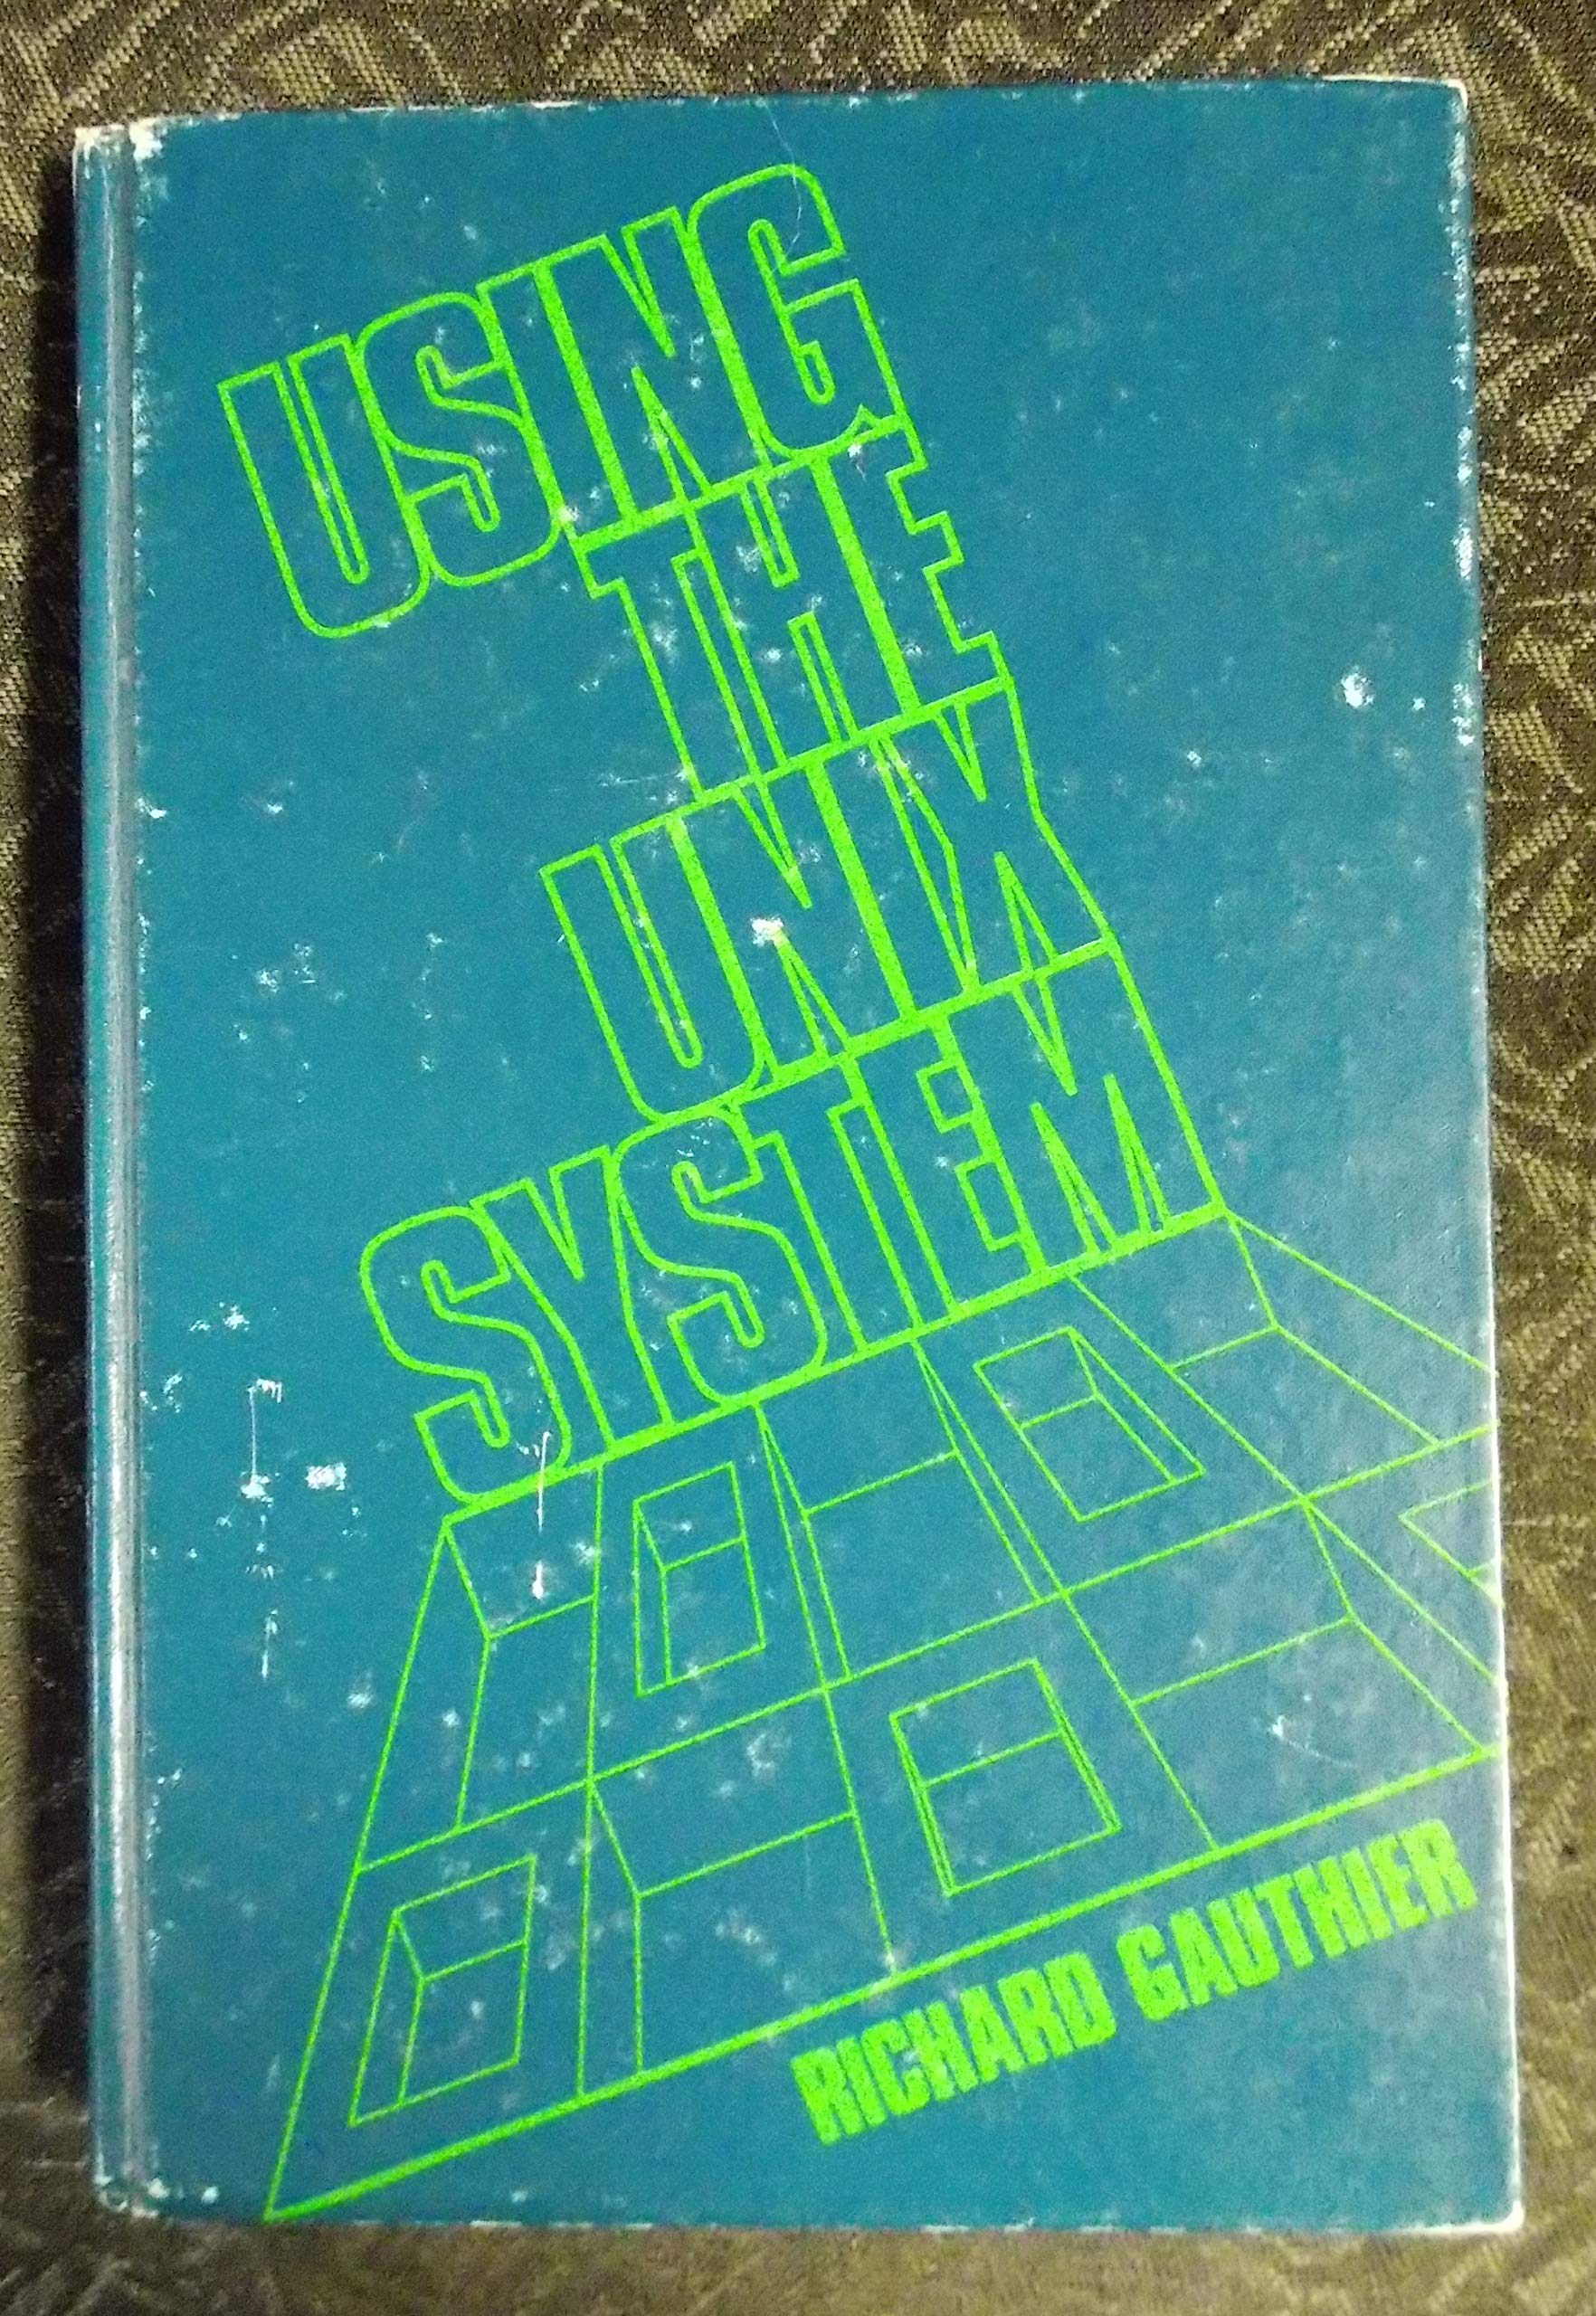 USING
THE
UNIX
SYSTEM
RICHARD GAUTHIER